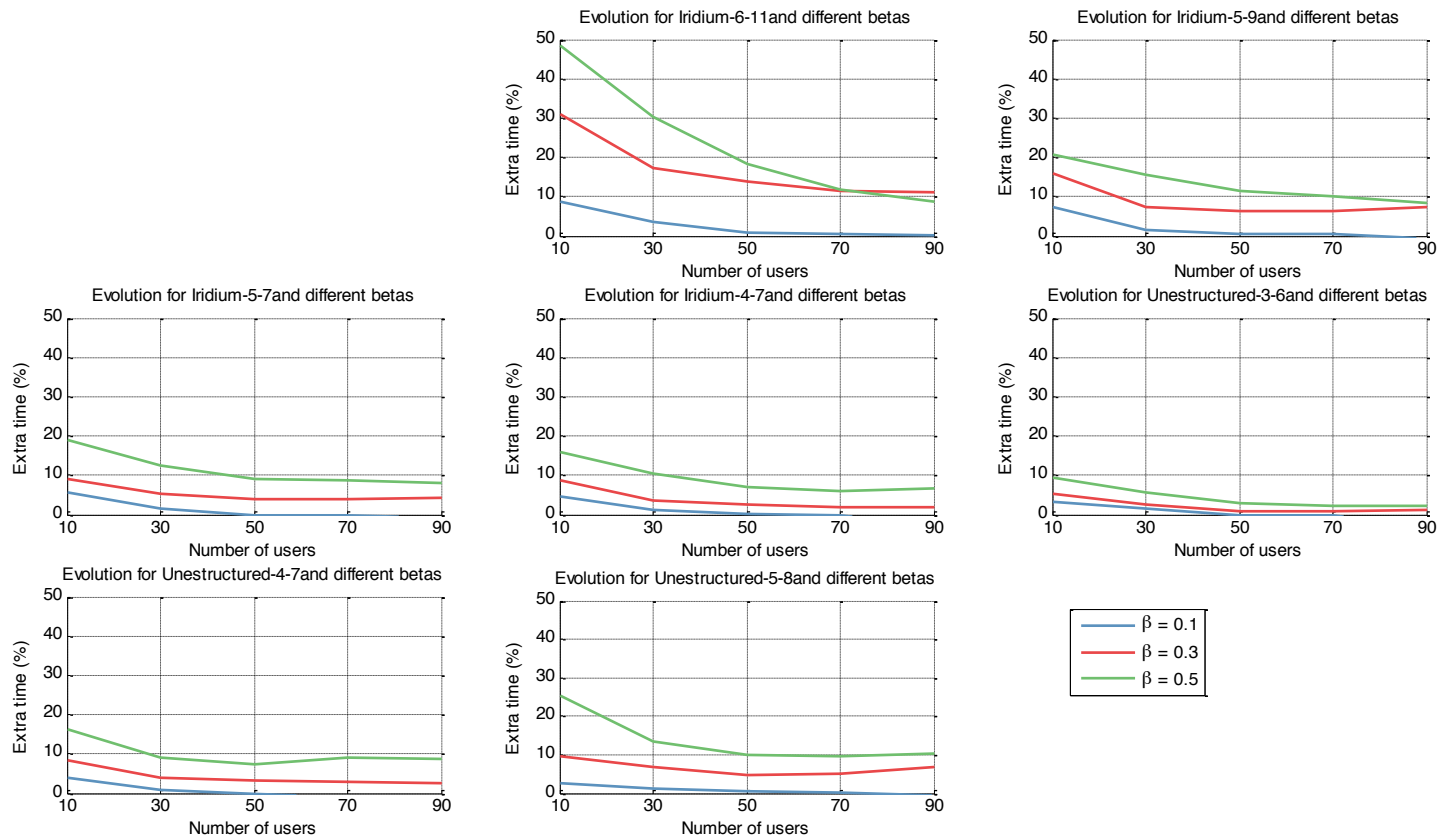 Evolution for Iridium-6-11and different betas
50
40
30
20
10
0
Extra time (%)
10 30 50 70 90
Number of users
Evolution for Iridium-5-9and different betas
50
40
30
20
10
0
Extra time (%)
10 30 50 70 90
Number of users
Evolution for Iridium-5-7and different betas
50
40
30
20
10
0
Extra time (%)
10 30 50 70 90
Number of users
Evolution for Iridium-4-7and different betas
50
40
30
20
10
0
Extra time (%)
10 30 50 70 90
Number of users
Evolution for Unestructured-3-6and different betas
50
40
30
20
10
0
Extra time (%)
10 30 50 70 90
Number of users
Evolution for Unestructured-4-7and different betas
50
40
30
20
10
0
Extra time (%)
10 30 50 70 90
Number of users
Evolution for Unestructured-5-8and different betas
50
40
30
20
10
0
Extra time (%)
10 30 50 70 90
Number of users
β = 0.1
β = 0.3
β = 0.5